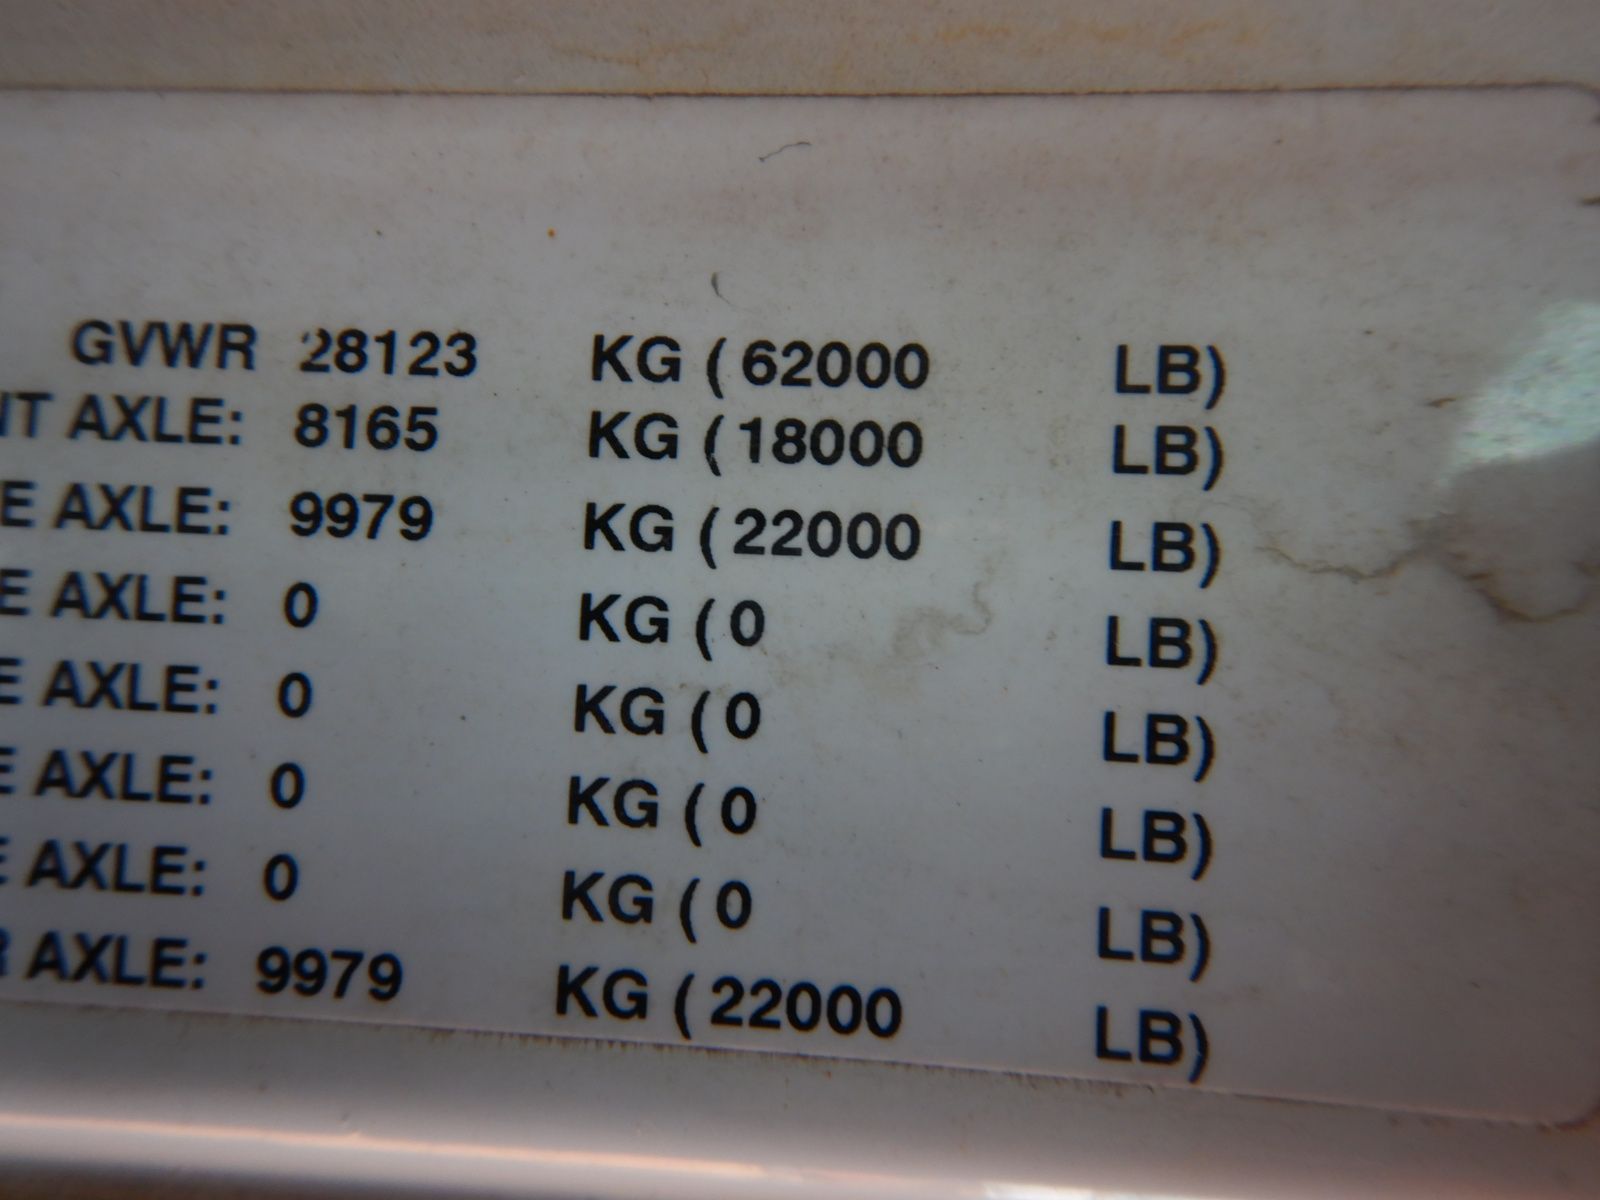 GVWR 28123 KG (62000 LB)
NT AXLE: 8165 KG (18000 LB)
E AXLE: 9979 KG (22000 LB)
E AXLE: 0 KG (0 LB)
E AXLE: 0 KG (0 LB)
E AXLE: 0 KG (0 LB)
E AXLE: 0 KG (0 LB)
R AXLE: 9979 KG (22000 LB)